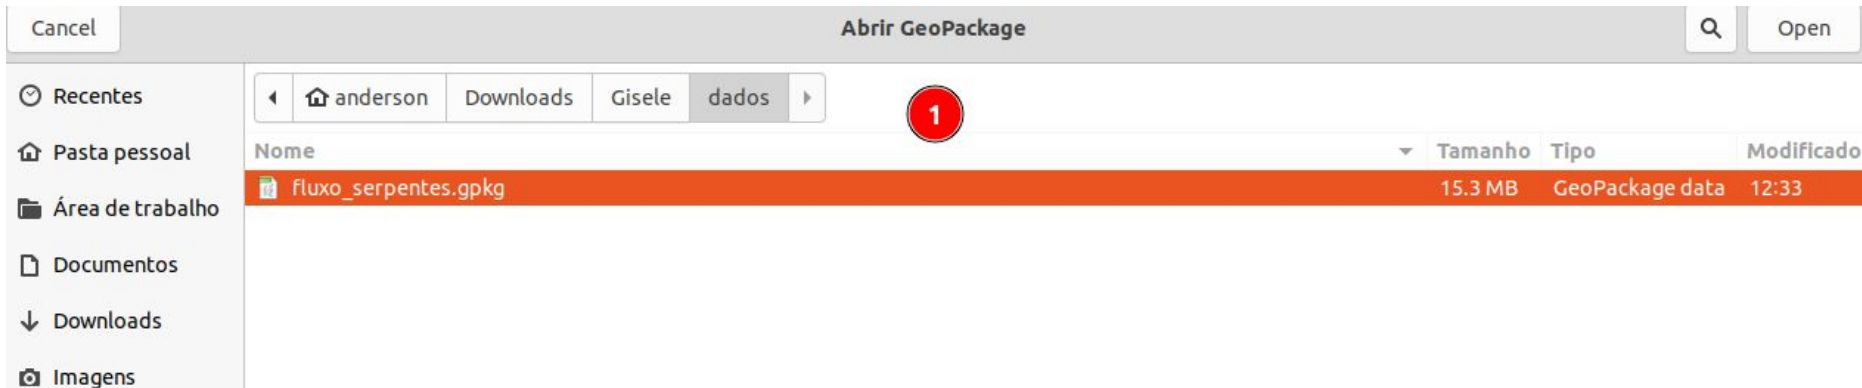 Cancel Abrir GeoPackage Open
Recentes
anderson Downloads Gisele dados
1
Pasta pessoal
Nome Tamanho Tipo Modificado
fluxo_serpentes.gpkg 15.3 MB GeoPackage data 12:33
Área de trabalho
Documentos
Downloads
Imagens